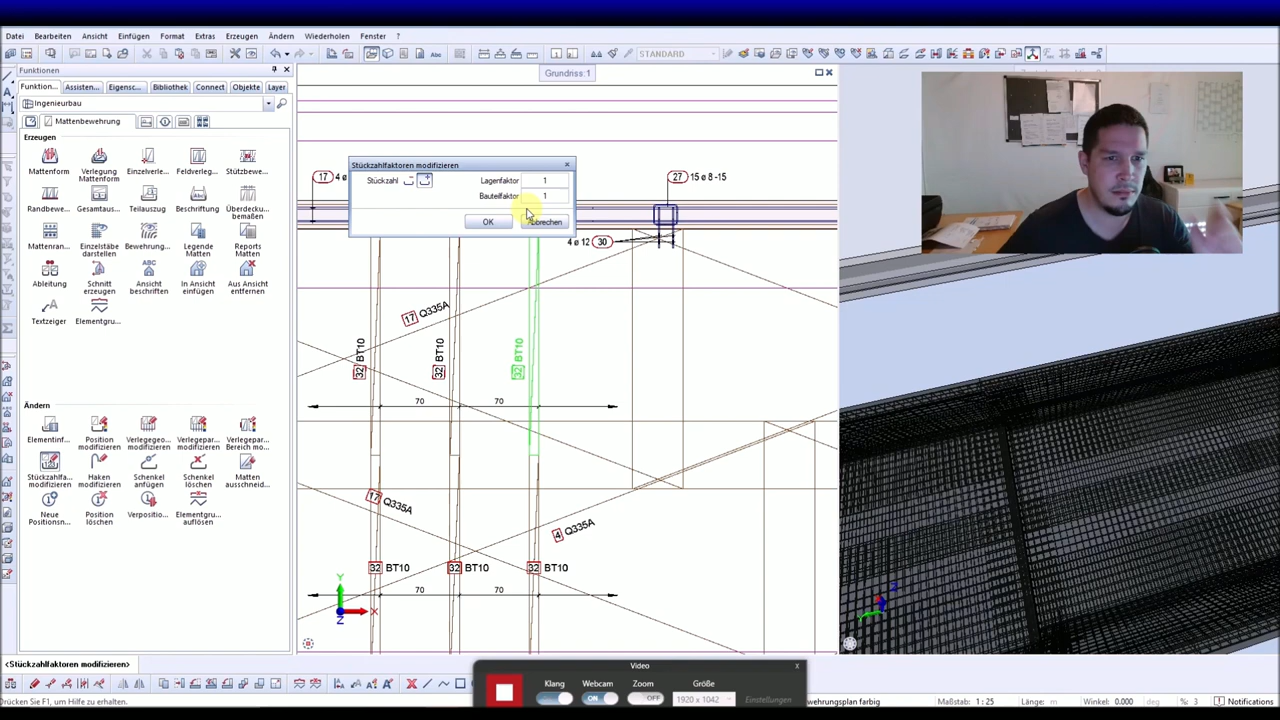 Datei Bearbeiten Ansicht Einfügen Format Extras Erzeugen Ändern Wiederholen Fenster ?
STANDARD
Funktionen
Grundriss:1
Funktion... Assisten... Eigensc... Bibliothek Connect Objekte Layer
Ingenieurbau
Mattenbewehrung
Erzeugen
Mattenform Verlegung Mattenform Einzelverle... Feldverleg... Stützbewe...
Randbewe... Gesamtaus... Teilauszug Beschriftung Überdecku... bemaßen
Mattenran... Einzelstäbe darstellen Bewehrung... Legende Matten Reports Matten
Ableitung Schnitt erzeugen Ansicht beschriften In Ansicht einfügen Aus Ansicht entfernen
Textzeiger Elementgru...
Ändern
Elementinf... Position modifizieren Verlegegeo... modifizieren Verlegepar... modifizieren Verlegepar... Bereich mo...
Stückzahlfa... modifizieren Haken modifizieren Schenkel anfügen Schenkel löschen Matten ausschneid...
Neue Positionsn... Position löschen Verpositio... Elementgru... auflösen
Stückzahlfaktoren modifizieren
Stückzahl
Lagenfaktor 1
Bauteilfaktor 1
OK Abbrechen
17 4 ø
27 15 ø 8 -15
4 ø 12 30
17 Q335A
32 BT10
32 BT10
32 BT10
70 70
17 Q335A
4 Q335A
32 BT10 32 BT10 32 BT10
70 70
Y
X
Z
<Stückzahlfaktoren modifizieren>
Video x
Klang Webcam Zoom Größe
ON OFF 1920 x 1042 Einstellungen
Drücken Sie F1, um Hilfe zu erhalten.
wehrungsplan farbig Maßstab: 1 : 25 Länge: m Winkel: 0.000 deg %: 3 Notifications